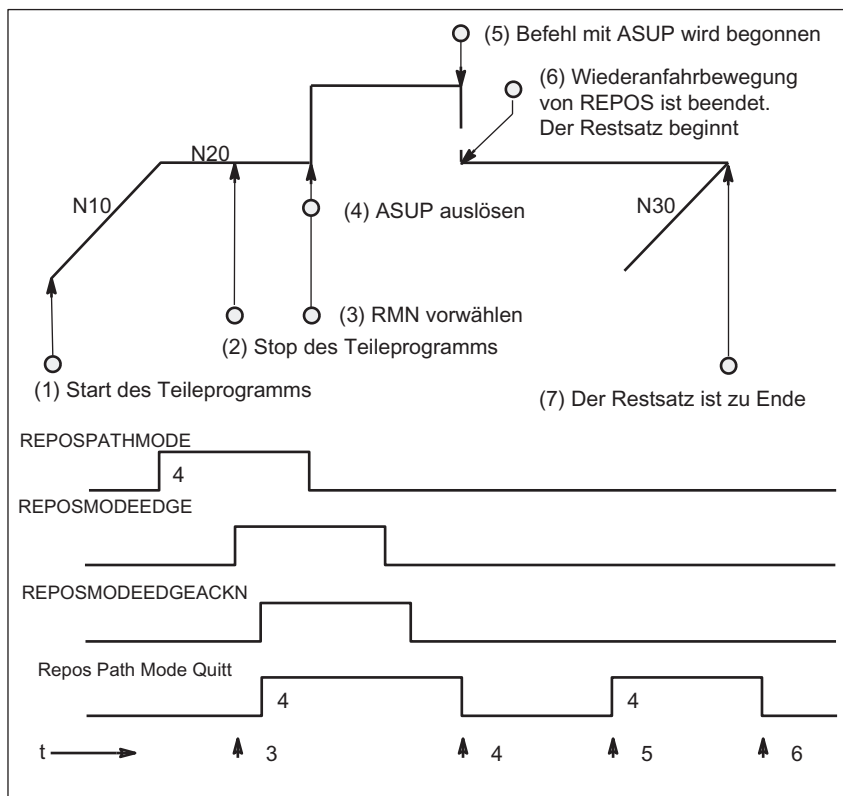 (5) Befehl mit ASUP wird begonnen
(6) Wiederanfahrbewegung
von REPOS ist beendet.
Der Restsatz beginnt
N20
N10
N30
(4) ASUP auslösen
(3) RMN vorwählen
(2) Stop des Teileprogramms
(1) Start des Teileprogramms
(7) Der Restsatz ist zu Ende
REPOSPATHMODE
4
REPOSMODEEDGE
REPOSMODEEDGEACKN
Repos Path Mode Quitt
4
4
t
3
4
5
6